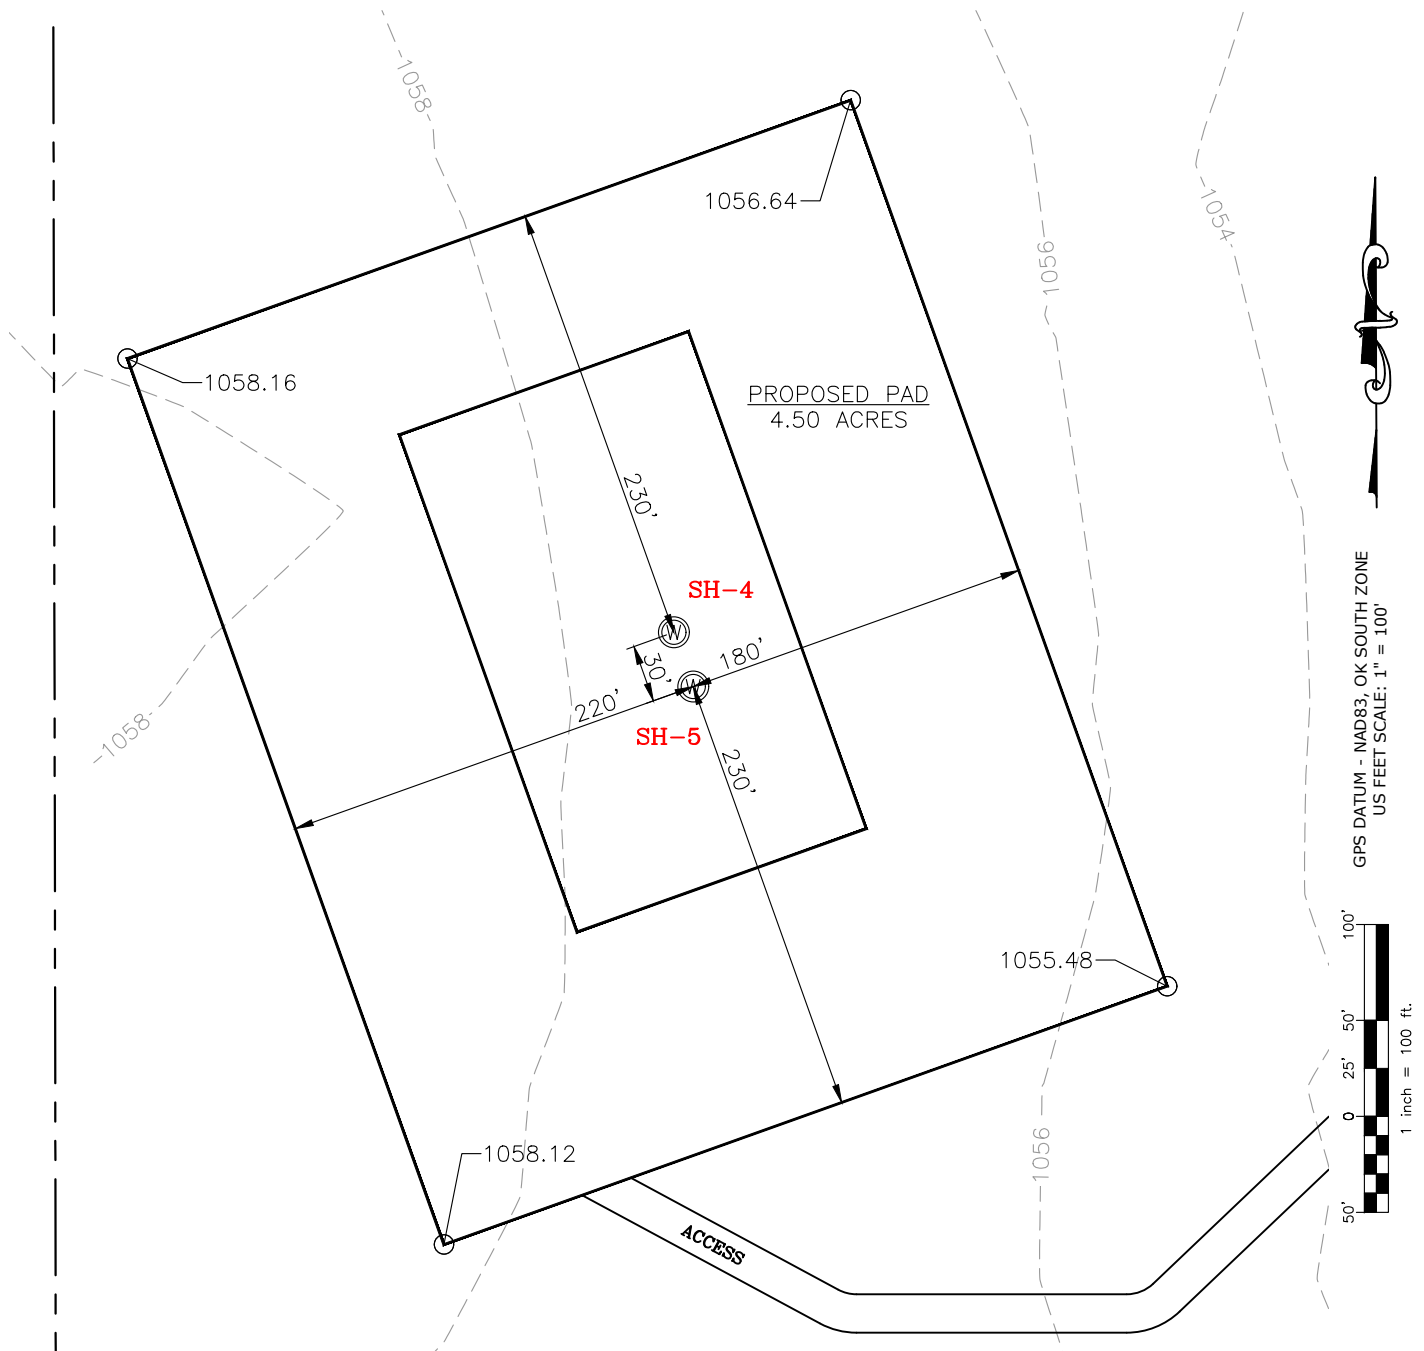 -1058-
1056.64
1054-
1056
1058.16
PROPOSED PAD
4.50 ACRES
230'
SH-4
W
30'
180'
W
220'
SH-5
-1058-
230'
1055.48
1058.12
-1056
ACCESS
GPS DATUM - NAD83, OK SOUTH ZONE
US FEET SCALE: 1" = 100'
100'
50'
25'
0
50'
1 inch = 100 ft.